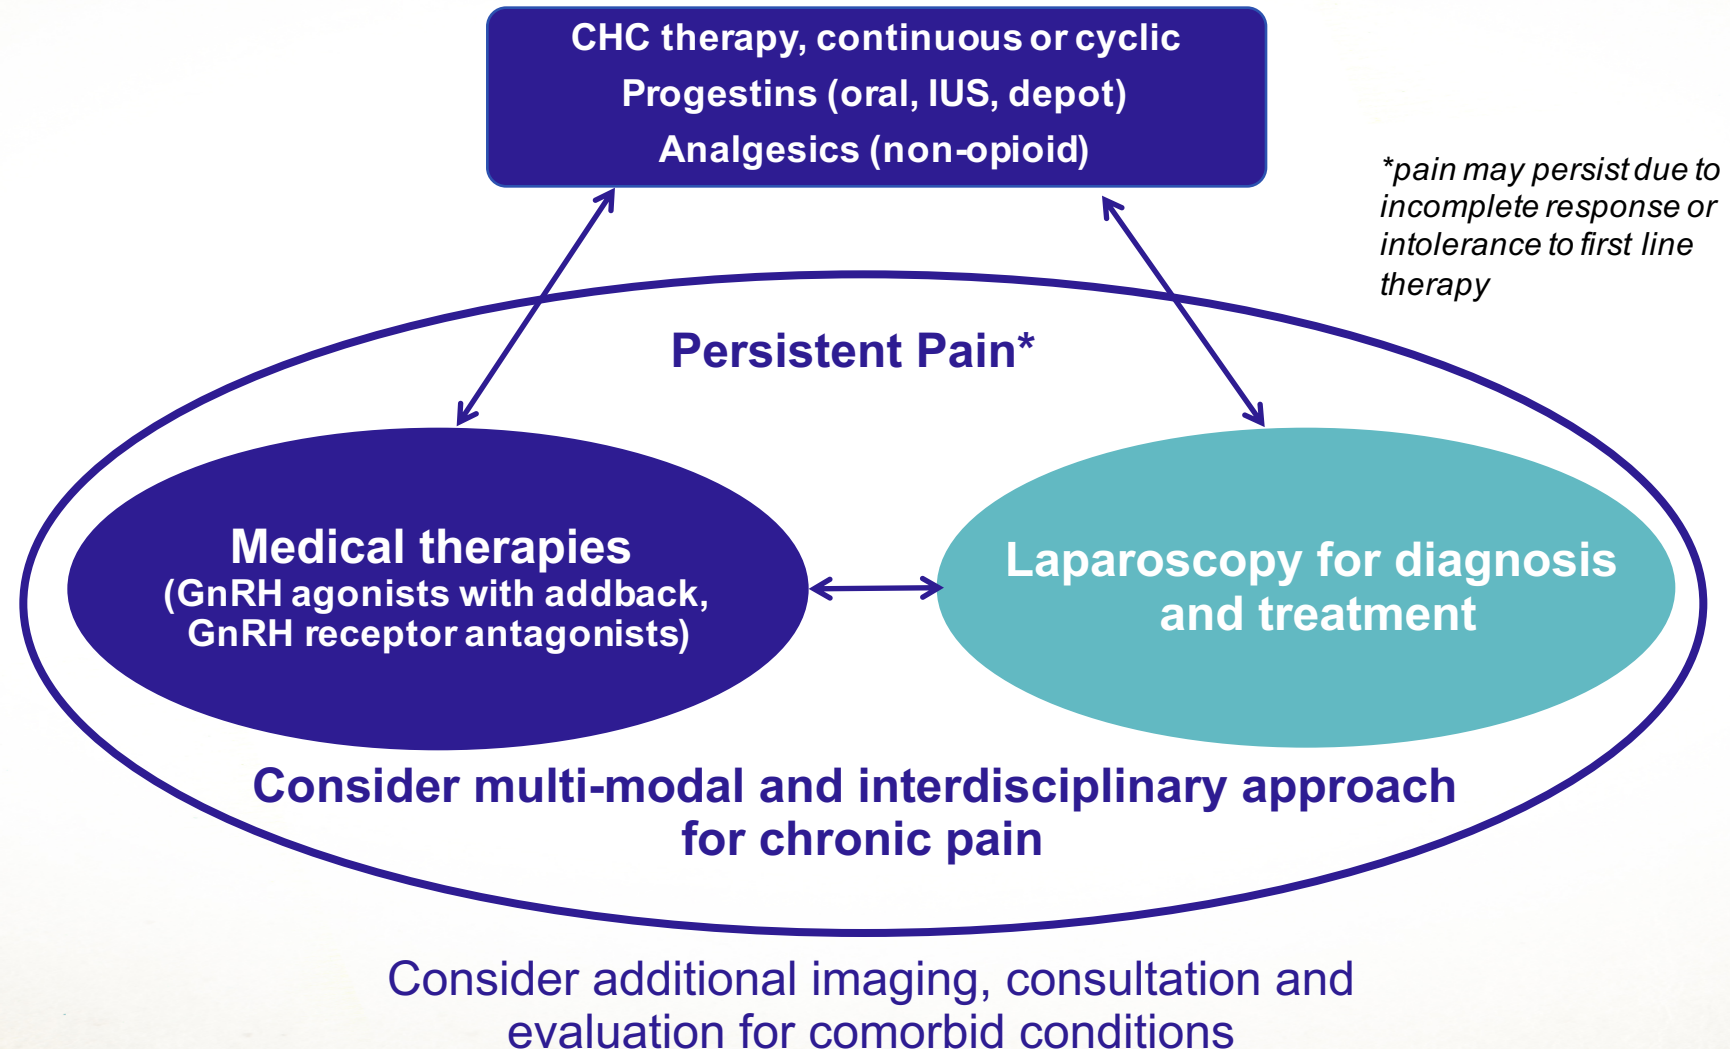 CHC therapy, continuous or cyclic
Progestins (oral, IUS, depot)
Analgesics (non-opioid)
*pain may persist due to
incomplete response or
intolerance to first line
therapy
Persistent Pain*
Medical therapies
(GnRH agonists with addback,
GnRH receptor antagonists)
Laparoscopy for diagnosis
and treatment
Consider multi-modal and interdisciplinary approach
for chronic pain
Consider additional imaging, consultation and
evaluation for comorbid conditions